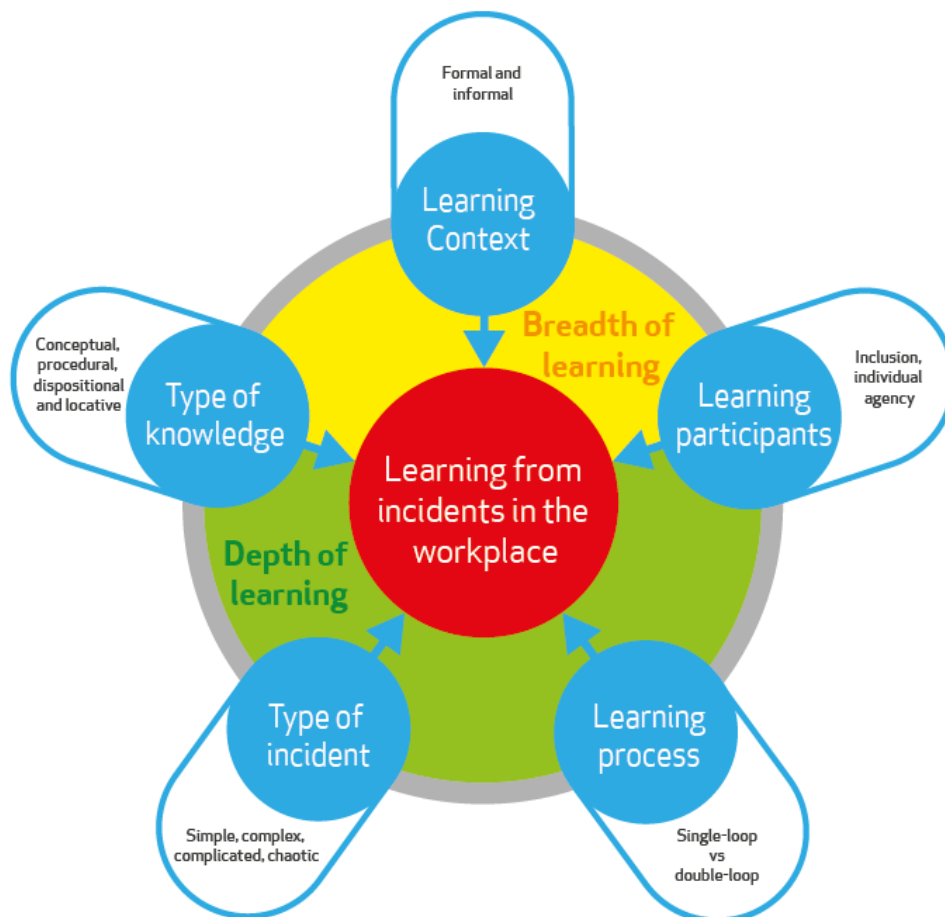 Formal and
informal
Learning
Context
Breadth of
learning
Conceptual,
procedural,
dispositional
and locative
Type of
knowledge
Inclusion,
individual
agency
Learning
participants
Learning from
incidents in the
workplace
Depth of
learning
Type of
incident
Simple, complex,
complicated, chaotic
Learning
process
Single-loop
vs
double-loop